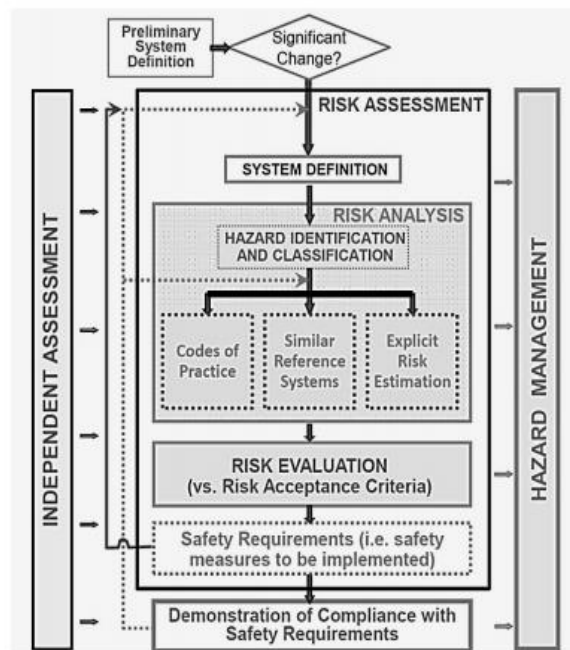 Preliminary
System
Definition
Significant
Change?
RISK ASSESSMENT
SYSTEM DEFINITION
RISK ANALYSIS
HAZARD IDENTIFICATION
AND CLASSIFICATION
Codes of
Practice
Similar
Reference
Systems
Explicit
Risk
Estimation
RISK EVALUATION
(vs. Risk Acceptance Criteria)
Safety Requirements (i.e. safety
measures to be implemented)
Demonstration of Compliance with
Safety Requirements
INDEPENDENT ASSESSMENT
HAZARD MANAGEMENT